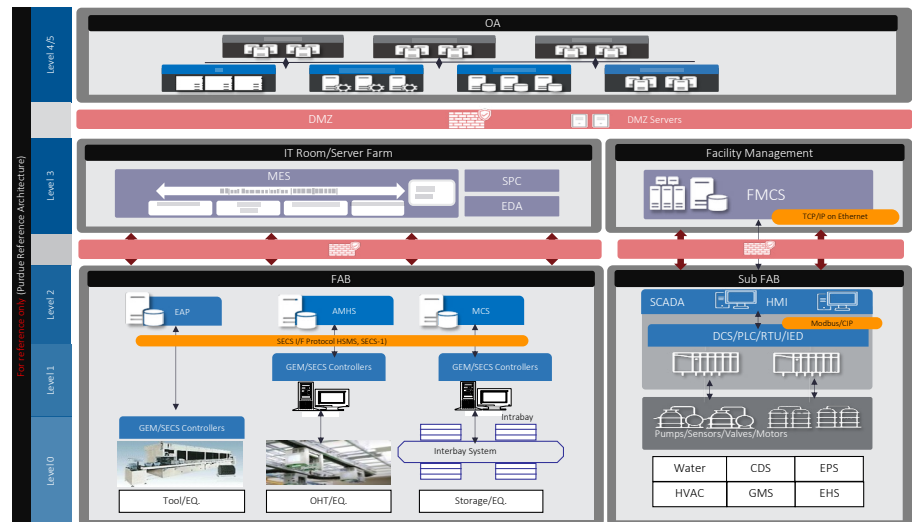 For reference only (Purdue Reference Architecture)
Level 4/5
OA
DMZ
DMZ Servers
Level 3
IT Room/Server Farm
MES
SPC
EDA
Facility Management
FMCS
TCP/IP on Ethernet
Level 2
FAB
EAP
AMHS
MCS
SECS I/F Protocol HSMS, SECS-1)
Level 1
GEM/SECS Controllers
GEM/SECS Controllers
Intrabay
GEM/SECS Controllers
Interbay System
Level 0
Tool/EQ.
OHT/EQ.
Storage/EQ.
Sub FAB
SCADA
HMI
Modbus/CIP
DCS/PLC/RTU/IED
Pumps/Sensors/Valves/Motors
Water
CDS
EPS
HVAC
GMS
EHS